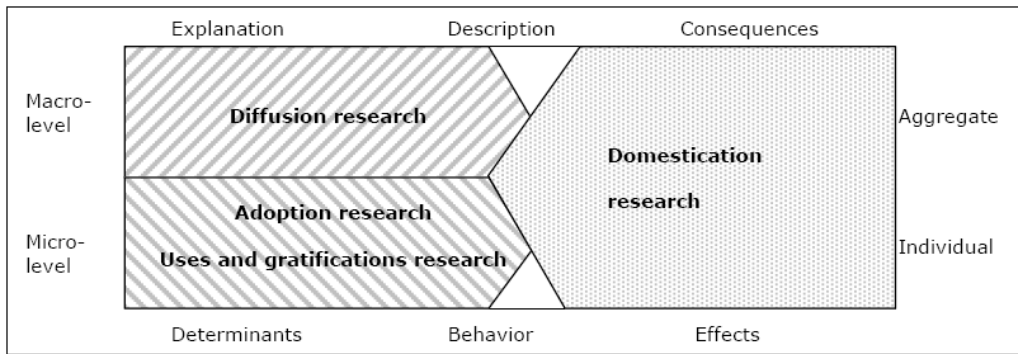 Explanation Description Consequences
Macro-
level
Diffusion research
Aggregate
Domestication
research
Adoption research
Micro-
level
Uses and gratifications research
Individual
Determinants Behavior Effects